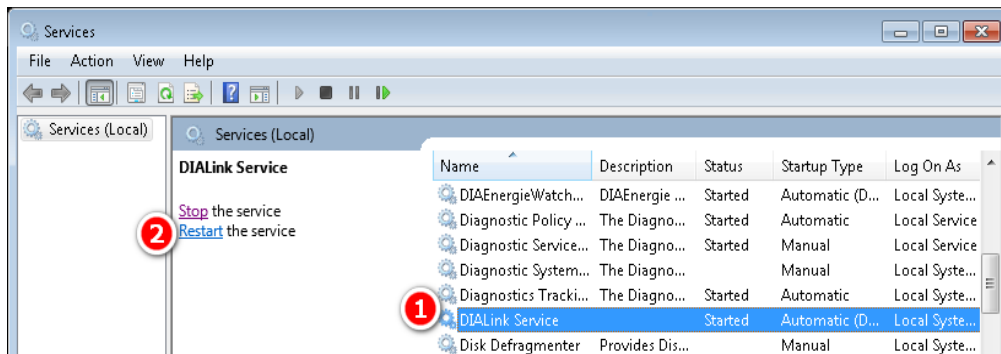 Services
File Action View Help
Services (Local)
Services (Local)
DIALink Service
Stop the service
Restart the service
2
1
Name Description Status Startup Type Log On As
DIAEnergieWatch... DIAEnergie ... Started Automatic (D... Local Syste...
Diagnostic Policy ... The Diagno... Started Automatic Local Service
Diagnostic Service... The Diagno... Started Manual Local Service
Diagnostic System... The Diagno... Manual Local Syste...
Diagnostics Tracki... The Diagno... Started Automatic Local Syste...
DIALink Service Started Automatic (D... Local Syste...
Disk Defragmenter Provides Dis... Manual Local Syste...